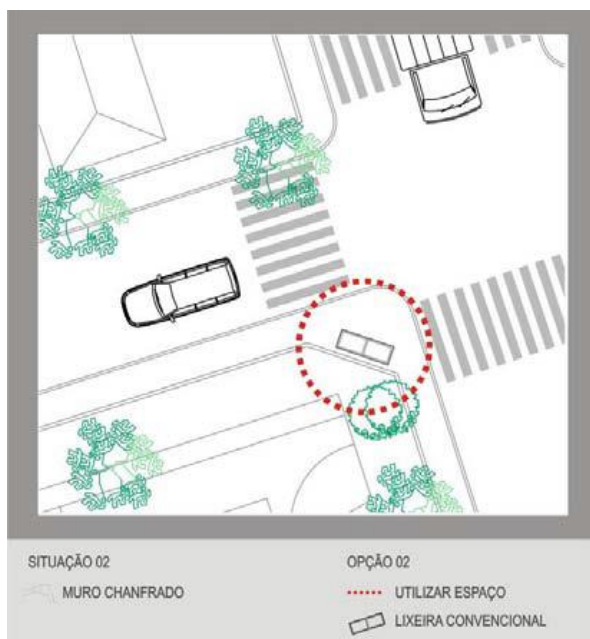 SITUAÇÃO 02
MURO CHANFRADO
OPÇÃO 02
UTILIZAR ESPAÇO
LIXEIRA CONVENCIONAL